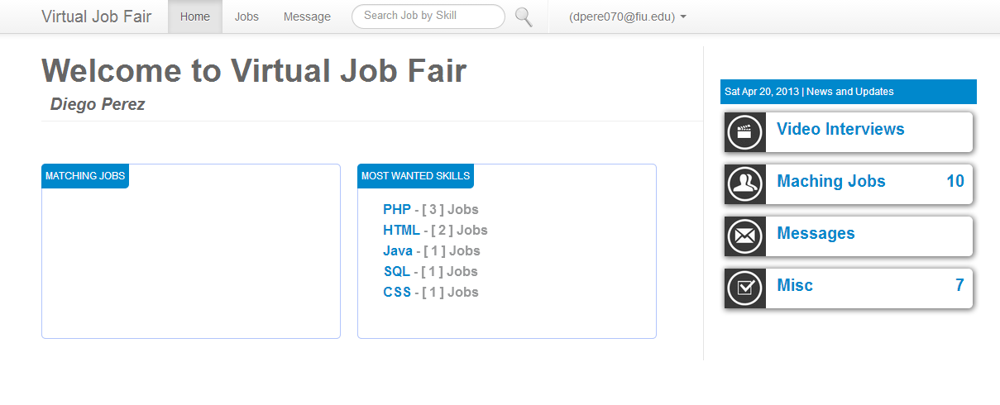 Virtual Job Fair Home Jobs Message Search Job by Skill (dpere070@fiu.edu)
Welcome to Virtual Job Fair
Diego Perez
MATCHING JOBS
MOST WANTED SKILLS
PHP - [ 3 ] Jobs
HTML - [ 2 ] Jobs
Java - [ 1 ] Jobs
SQL - [ 1 ] Jobs
CSS - [ 1 ] Jobs
Sat Apr 20, 2013 | News and Updates
Video Interviews
Maching Jobs 10
Messages
Misc 7